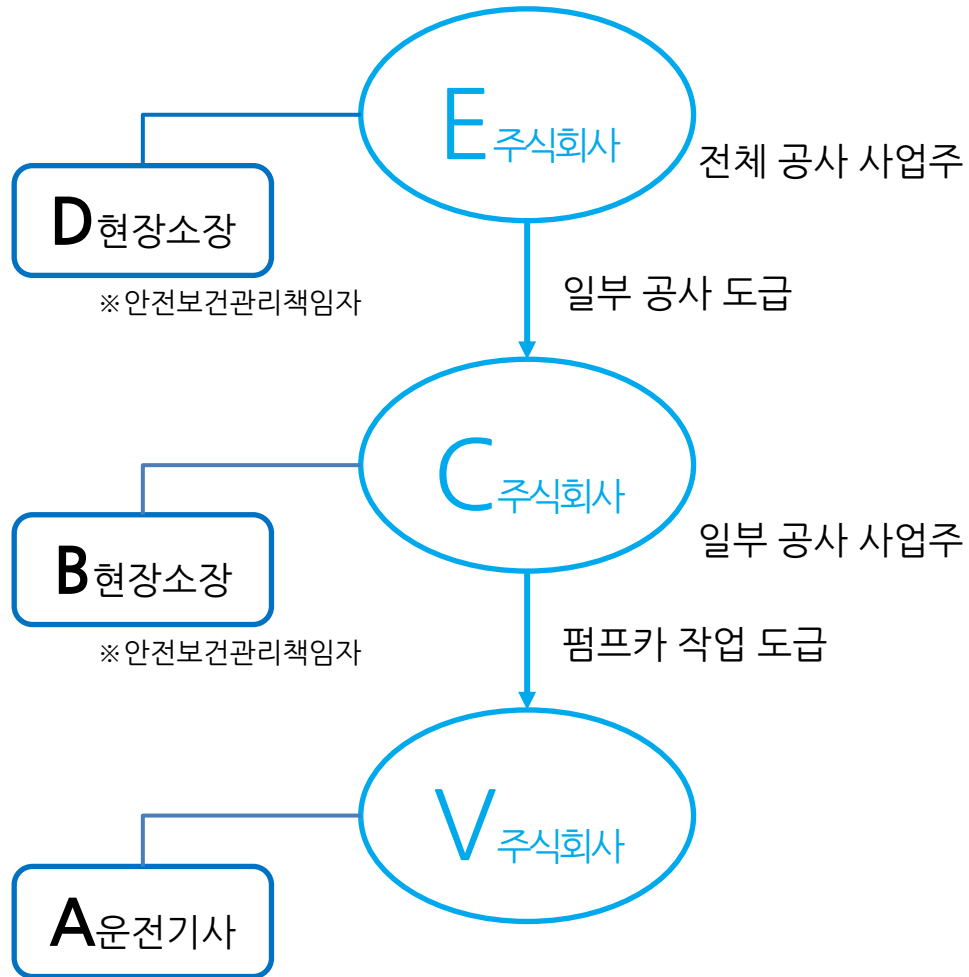 E주식회사
전체 공사 사업주
D현장소장
※안전보건관리책임자
일부 공사 도급
C주식회사
일부 공사 사업주
B현장소장
※안전보건관리책임자
펌프카 작업 도급
V주식회사
A운전기사